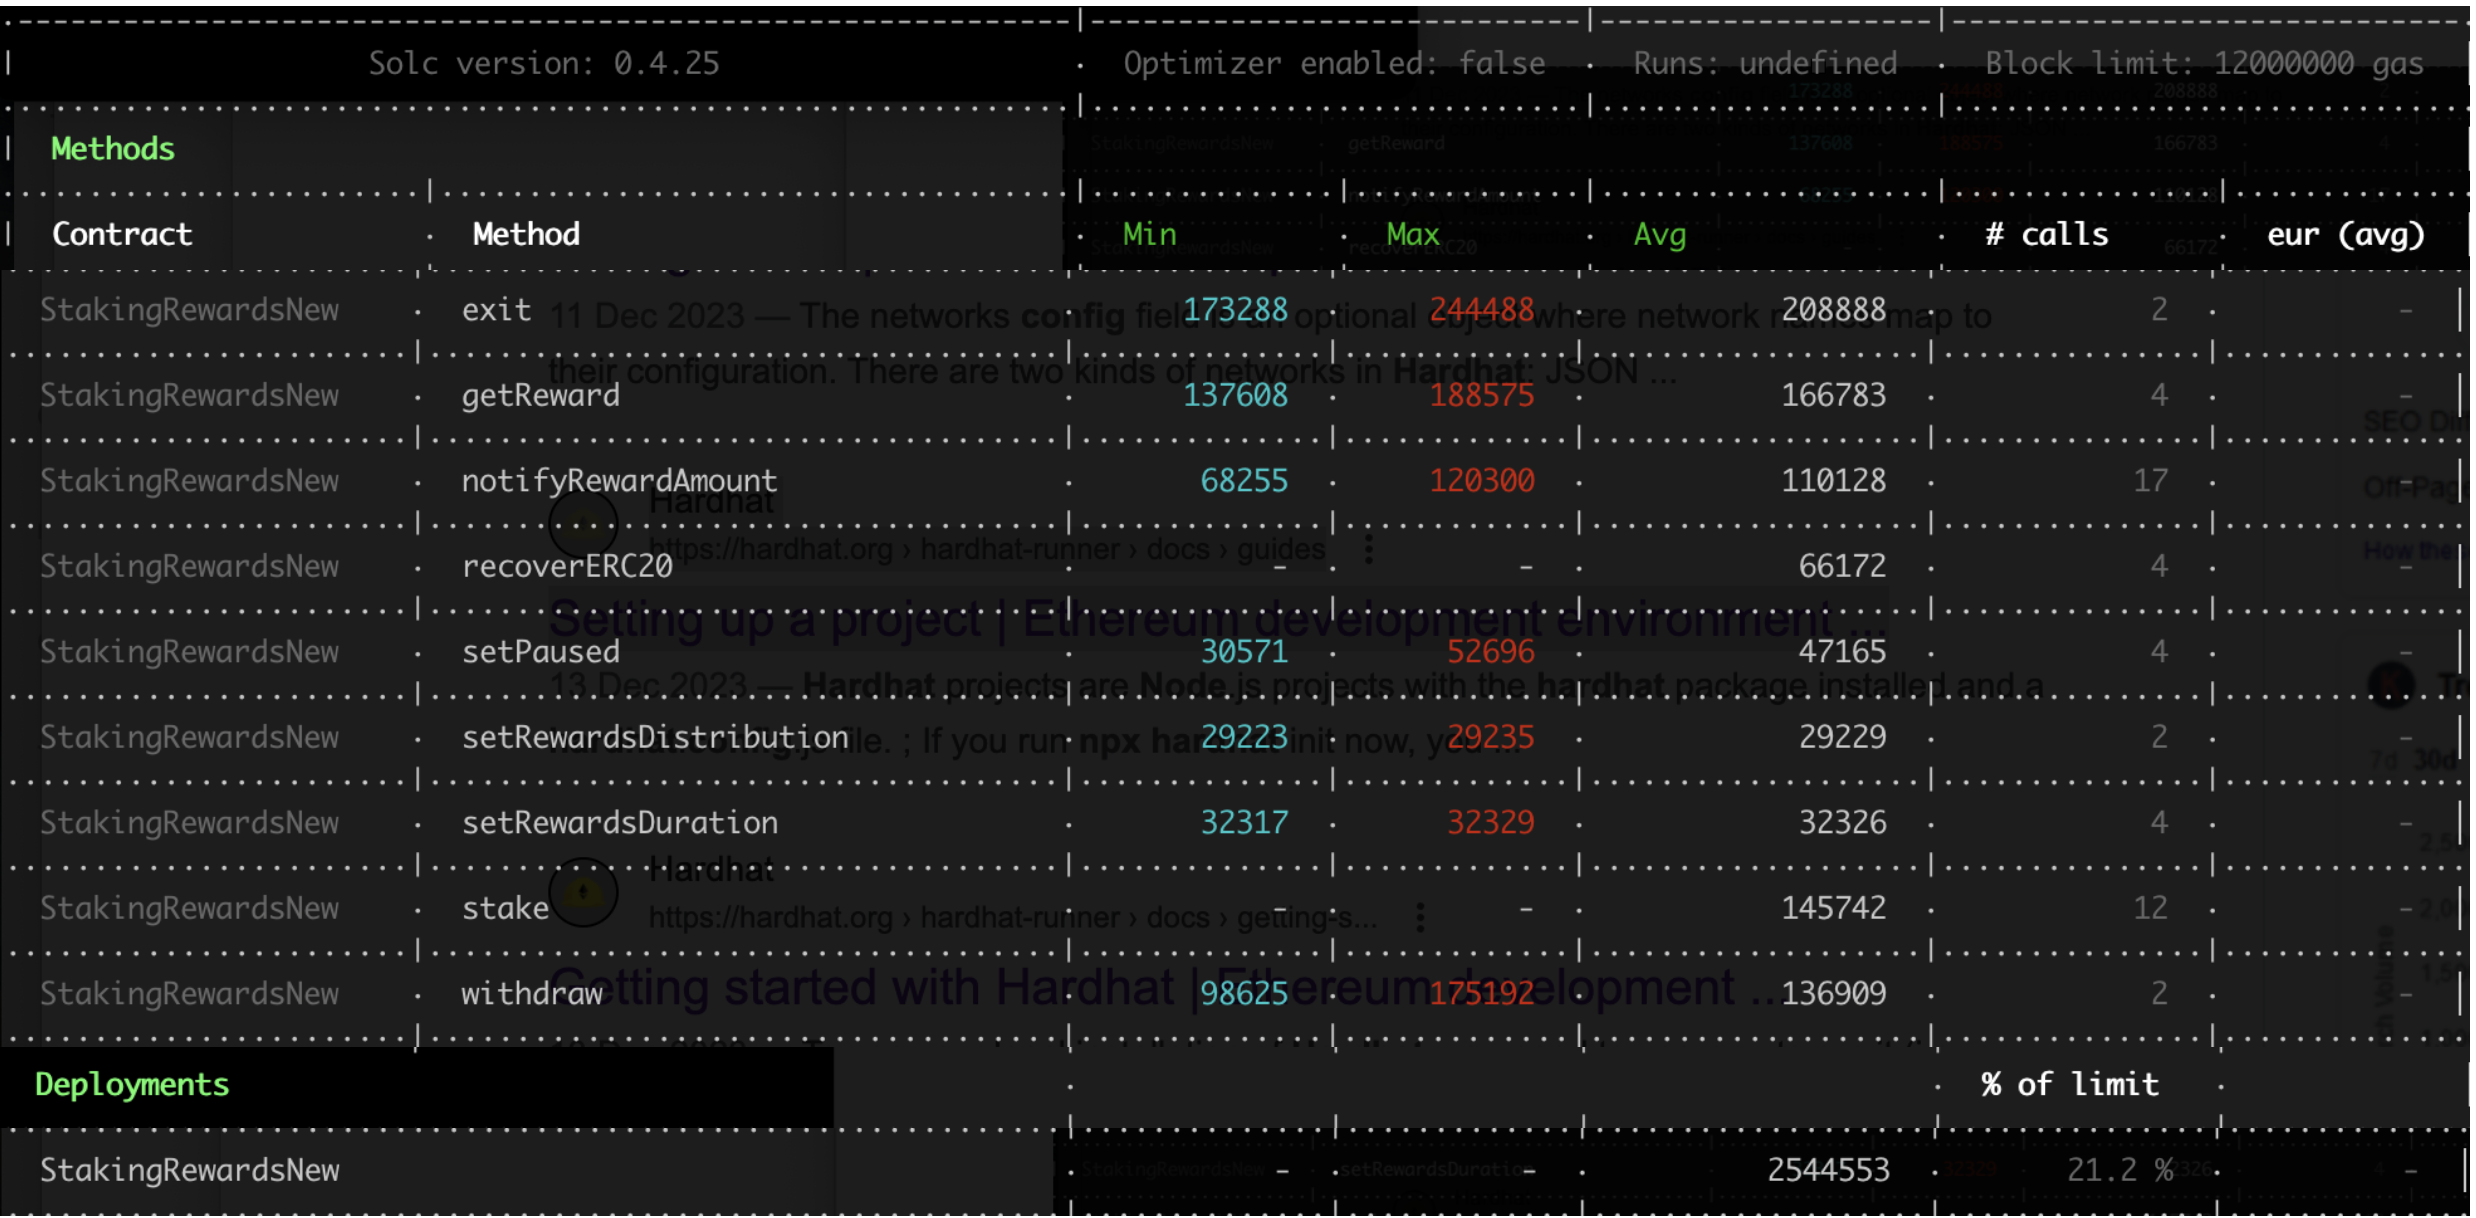 Solc version: 0.4.25 · Optimizer enabled: false · Runs: undefined · Block limit: 12000000 gas
Methods
Contract · Method · Min · Max · Avg · # calls · eur (avg)
StakingRewardsNew · exit · 173288 · 244488 · 208888 · 2 · -
11 Dec 2023 — The networks config field is an optional object where network names map to
their configuration. There are two kinds of networks in Hardhat: JSON ...
StakingRewardsNew · getReward · 137608 · 188575 · 166783 · 4 · -
StakingRewardsNew · notifyRewardAmount · 68255 · 120300 · 110128 · 17 · -
Hardhat
https://hardhat.org › hardhat-runner › docs › guides
StakingRewardsNew · recoverERC20 · - · - · 66172 · 4 · -
Setting up a project | Ethereum development environment ...
StakingRewardsNew · setPaused · 30571 · 52696 · 47165 · 4 · -
13 Dec 2023 — Hardhat projects are Node.js projects with the hardhat package installed and a
StakingRewardsNew · setRewardsDistribution · 29223 · 29235 · 29229 · 2 · -
hardhat.config.js file. ; If you run npx hardhat init now, you ...
7d 30d
StakingRewardsNew · setRewardsDuration · 32317 · 32329 · 32326 · 4 · -
Hardhat
https://hardhat.org › hardhat-runner › docs › getting-s...
StakingRewardsNew · stake · - · - · 145742 · 12 · -
StakingRewardsNew · withdraw · 98625 · 175192 · 136909 · 2 · -
Getting started with Hardhat | Ethereum development ...
Deployments · % of limit ·
StakingRewardsNew · - · - · 2544553 · 21.2 % · -